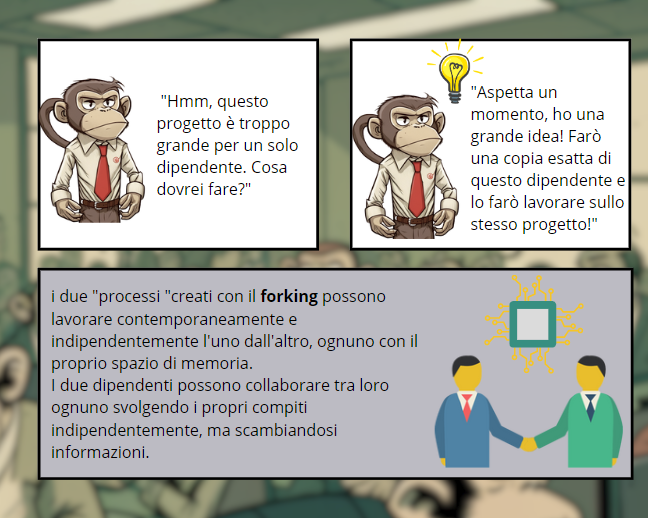 "Hmm, questo
progetto è troppo
grande per un solo
dipendente. Cosa
dovrei fare?"
"Aspetta un
momento, ho una
grande idea! Farò
una copia esatta di
questo dipendente e
lo farò lavorare sullo
stesso progetto!"
i due "processi "creati con il forking possono
lavorare contemporaneamente e
indipendentemente l'uno dall'altro, ognuno con il
proprio spazio di memoria.
I due dipendenti possono collaborare tra loro
ognuno svolgendo i propri compiti
indipendentemente, ma scambiandosi
informazioni.